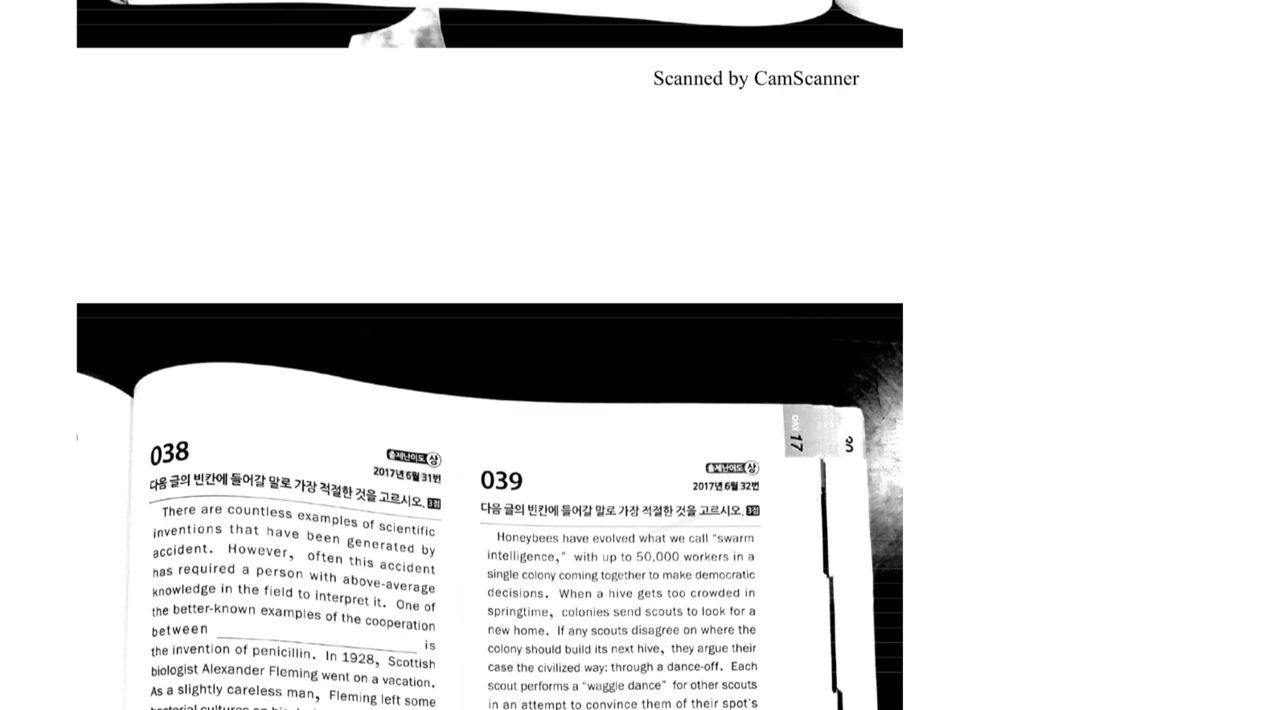 Scanned by CamScanner
DAY 17
038
출제난이도 상
2017년 6월 31번
다음 글의 빈칸에 들어갈 말로 가장 적절한 것을 고르시오. 3점
There are countless examples of scientific
inventions that have been generated by
accident. However, often this accident
has required a person with above-average
knowledge in the field to interpret it. One of
the better-known examples of the cooperation
between ____________ is
the invention of penicillin. In 1928, Scottish
biologist Alexander Fleming went on a vacation.
As a slightly careless man, Fleming left some
bacterial cultures on
039
출제난이도 상
2017년 6월 32번
다음 글의 빈칸에 들어갈 말로 가장 적절한 것을 고르시오. 3점
Honeybees have evolved what we call “swarm
intelligence,” with up to 50,000 workers in a
single colony coming together to make democratic
decisions. When a hive gets too crowded in
springtime, colonies send scouts to look for a
new home. If any scouts disagree on where the
colony should build its next hive, they argue their
case the civilized way: through a dance-off. Each
scout performs a “waggle dance” for other scouts
in an attempt to convince them of their spot's